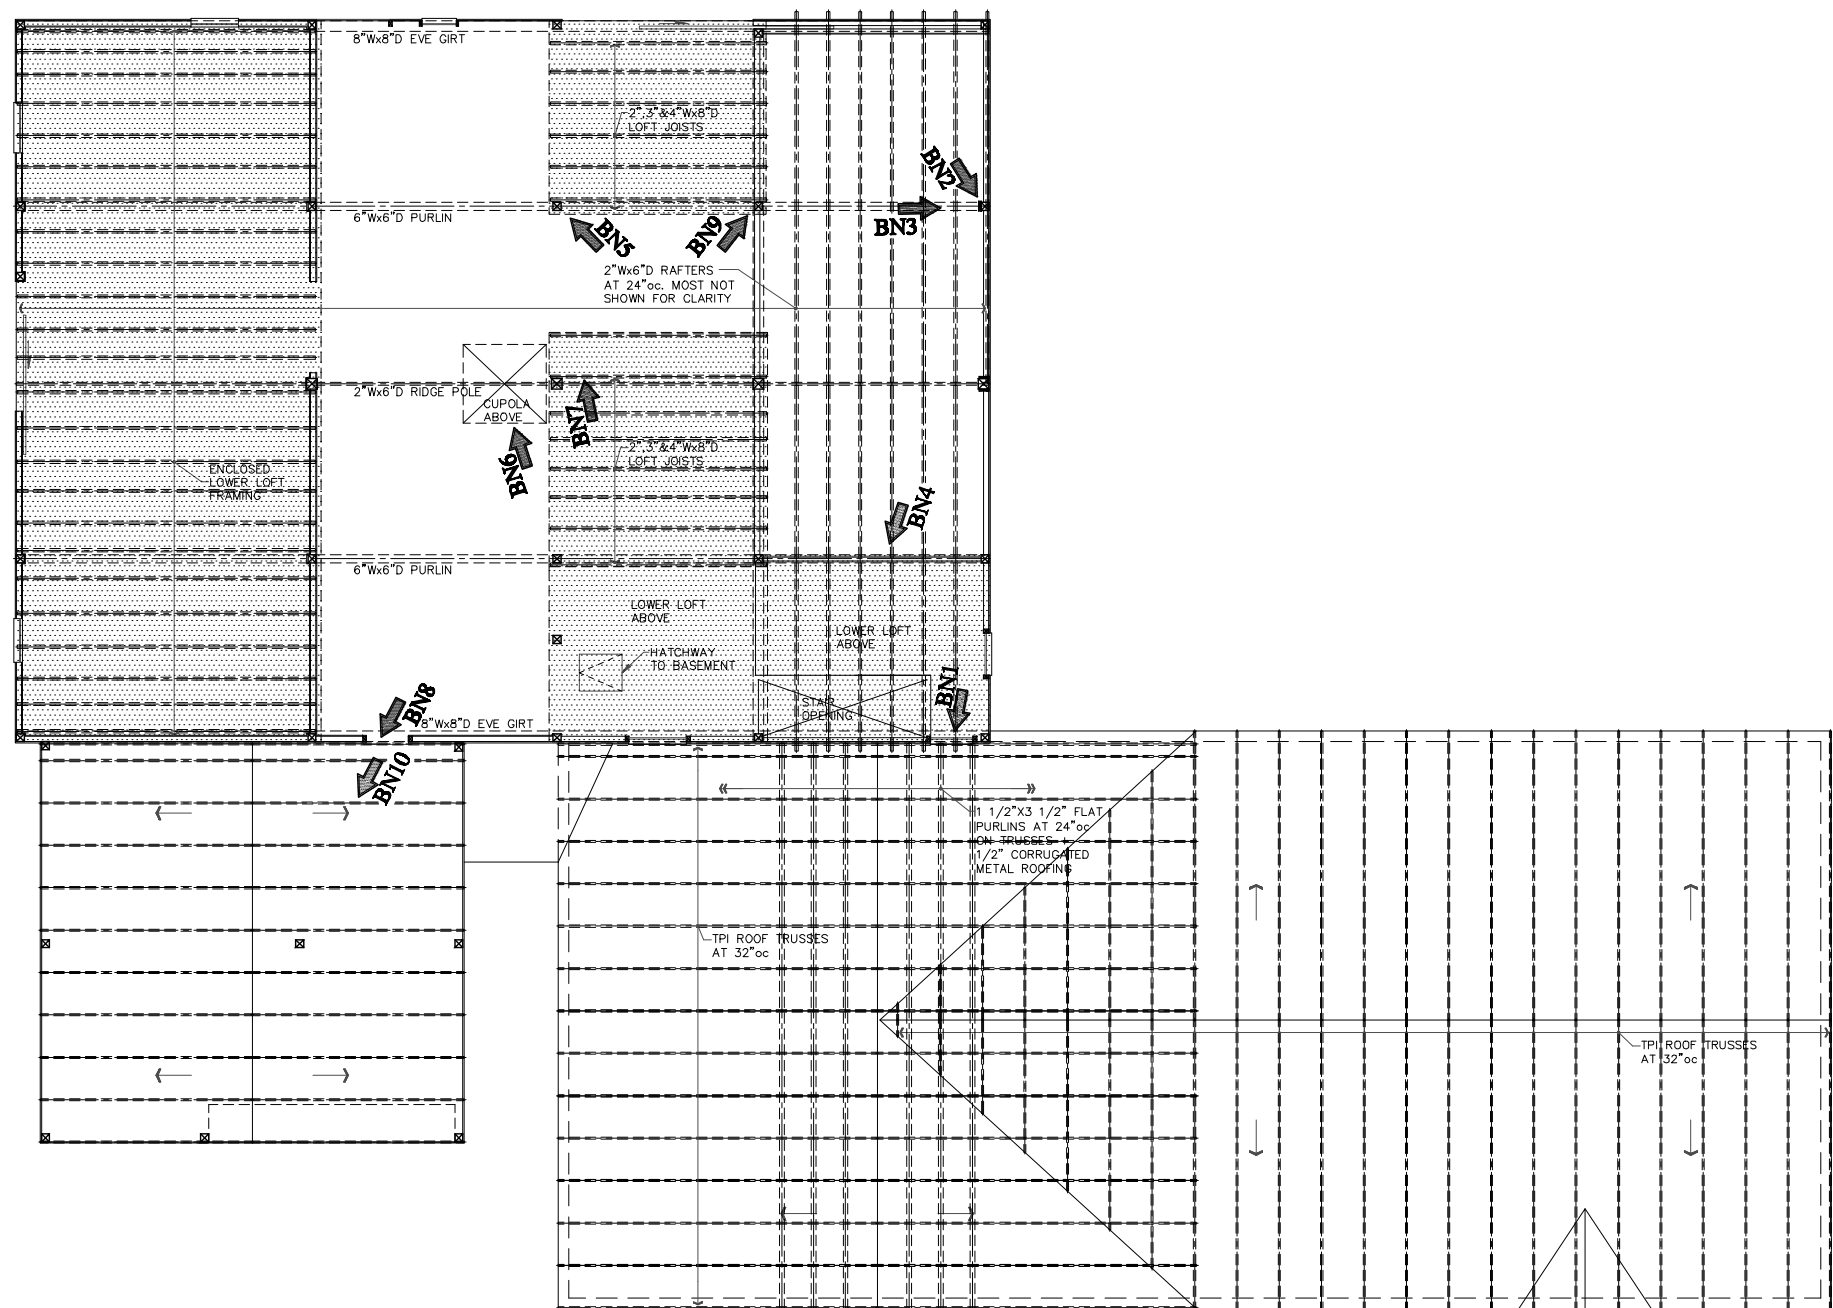 8"Wx8"D EVE GIRT
2",3"&4"Wx8"D
LOFT JOISTS
BN2
6"Wx6"D PURLIN
BN3
BN5
BN9
2"Wx6"D RAFTERS
AT 24"oc. MOST NOT
SHOWN FOR CLARITY
2"Wx6"D RIDGE POLE
CUPOLA
ABOVE
BN7
2",3"&4"Wx8"D
LOFT JOISTS
BN6
ENCLOSED
LOWER LOFT
FRAMING
BN4
6"Wx6"D PURLIN
LOWER LOFT
ABOVE
LOWER LOFT
ABOVE
HATCHWAY
TO BASEMENT
BN1
STAIR
OPENING
BN8
8"Wx8"D EVE GIRT
BN10
1 1/2"X3 1/2" FLAT
PURLINS AT 24"oc
ON TRUSSES +
1/2" CORRUGATED
METAL ROOFING
TPI ROOF TRUSSES
AT 32"oc
TPI ROOF TRUSSES
AT 32"oc